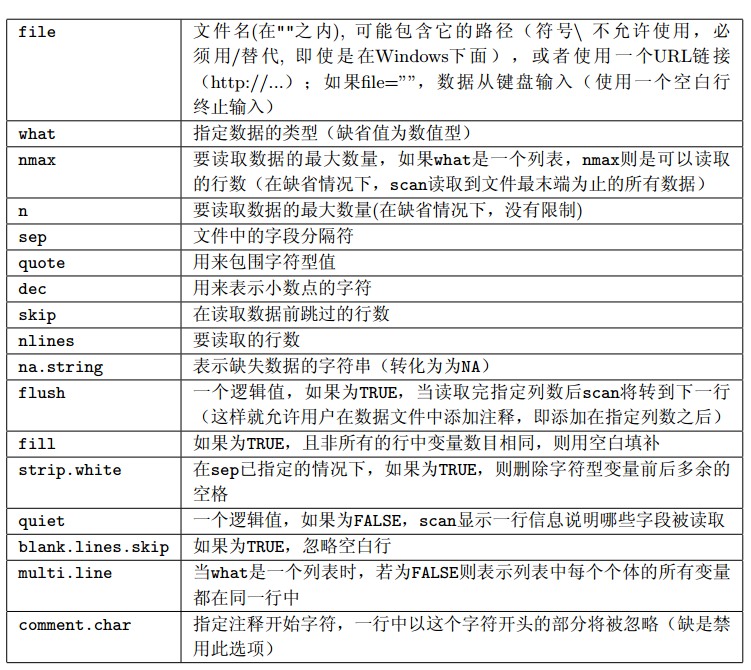 file 文件名(在""之内), 可能包含它的路径（符号\ 不允许使用，必
须用/替代, 即使是在Windows下面），或者使用一个URL链接
（http://...）；如果file=””，数据从键盘输入（使用一个空白行
终止输入）
what 指定数据的类型（缺省值为数值型）
nmax 要读取数据的最大数量，如果what是一个列表，nmax则是可以读取
的行数（在缺省情况下，scan读取到文件最末端为止的所有数据）
n 要读取数据的最大数量(在缺省情况下，没有限制)
sep 文件中的字段分隔符
quote 用来包围字符型值
dec 用来表示小数点的字符
skip 在读取数据前跳过的行数
nlines 要读取的行数
na.string 表示缺失数据的字符串（转化为为NA）
flush 一个逻辑值，如果为TRUE，当读取完指定列数后scan将转到下一行
（这样就允许用户在数据文件中添加注释，即添加在指定列数之后）
fill 如果为TRUE，且非所有的行中变量数目相同，则用空白填补
strip.white 在sep已指定的情况下，如果为TRUE，则删除字符型变量前后多余的
空格
quiet 一个逻辑值，如果为FALSE，scan显示一行信息说明哪些字段被读取
blank.lines.skip 如果为TRUE，忽略空白行
multi.line 当what是一个列表时，若为FALSE则表示列表中每个个体的所有变量
都在同一行中
comment.char 指定注释开始字符，一行中以这个字符开头的部分将被忽略（缺是禁
用此选项）